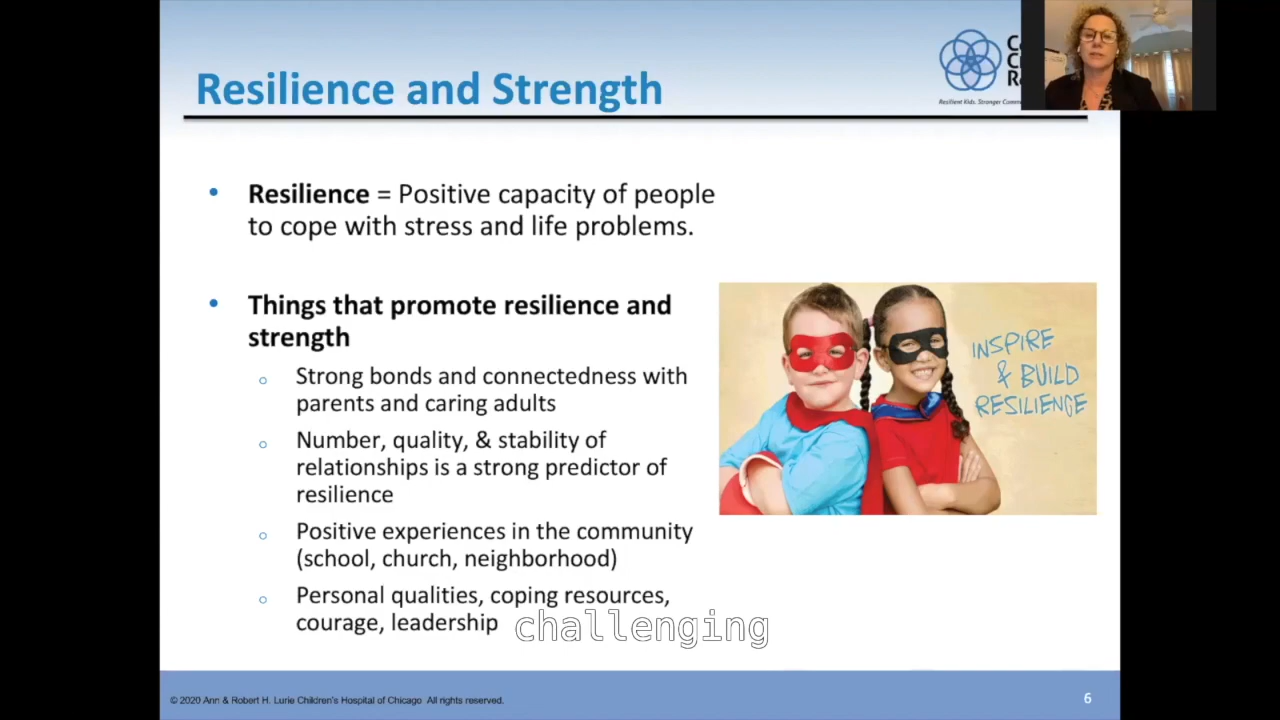 Resilience and Strength
Resilient Kids. Stronger
• Resilience = Positive capacity of people
to cope with stress and life problems.
• Things that promote resilience and
strength
o Strong bonds and connectedness with
parents and caring adults
o Number, quality, & stability of
relationships is a strong predictor of
resilience
o Positive experiences in the community
(school, church, neighborhood)
o Personal qualities, coping resources,
courage, leadership
INSPIRE
& BUILD
RESILIENCE
challenging
© 2020 Ann & Robert H. Lurie Children's Hospital of Chicago All rights reserved.
6